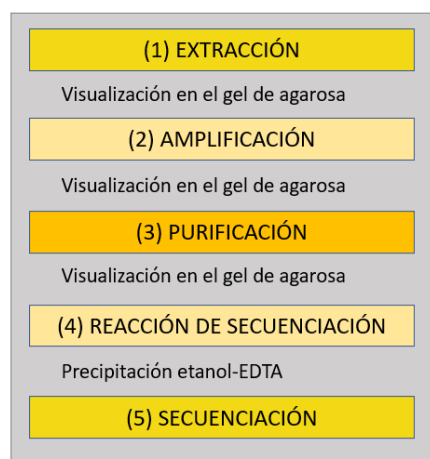 (1) EXTRACCIÓN
Visualización en el gel de agarosa
(2) AMPLIFICACIÓN
Visualización en el gel de agarosa
(3) PURIFICACIÓN
Visualización en el gel de agarosa
(4) REACCIÓN DE SECUENCIACIÓN
Precipitación etanol-EDTA
(5) SECUENCIACIÓN